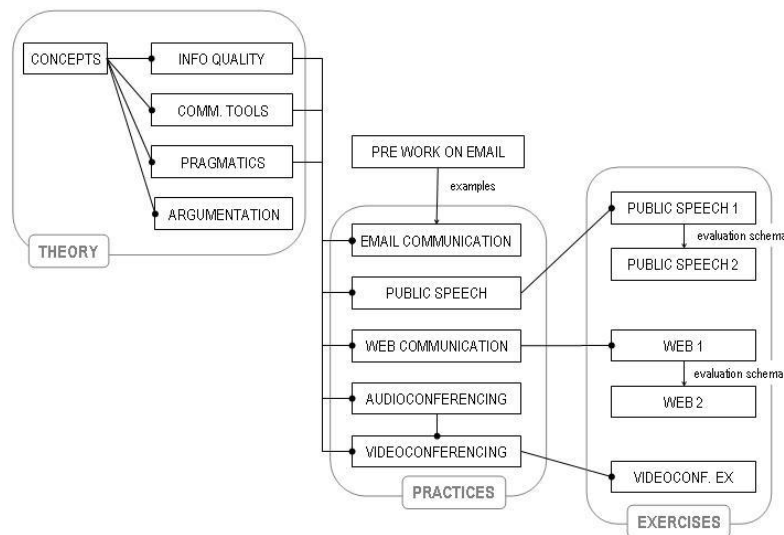 CONCEPTS
INFO QUALITY
COMM. TOOLS
PRAGMATICS
ARGUMENTATION
THEORY
PRE WORK ON EMAIL
examples
EMAIL COMMUNICATION
PUBLIC SPEECH
WEB COMMUNICATION
AUDIOCONFERENCING
VIDEOCONFERENCING
PRACTICES
PUBLIC SPEECH 1
evaluation schema
PUBLIC SPEECH 2
WEB 1
evaluation schema
WEB 2
VIDEOCONF. EX
EXERCISES